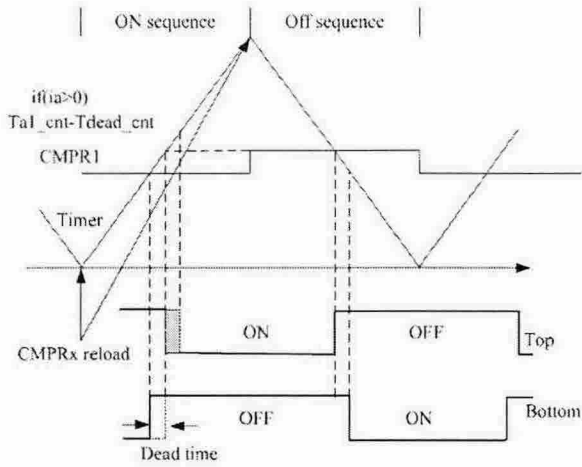 ON sequence
Off sequence
if(ia>0)
Ta1_cnt-Tdead_cnt
CMPR1
Timer
CMPRx reload
ON
OFF
Top
OFF
ON
Bottom
Dead time